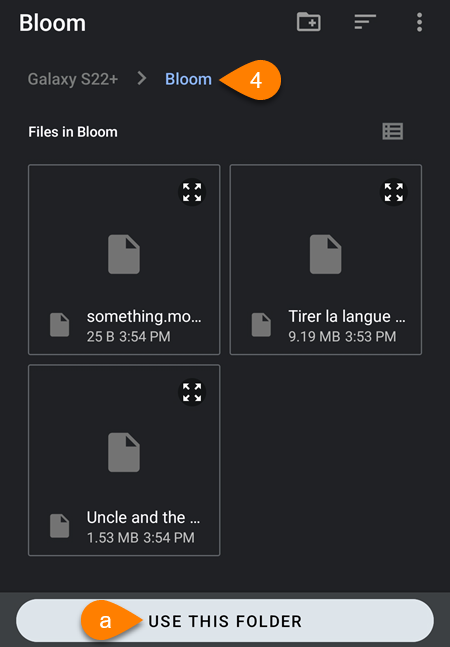 Bloom
Galaxy S22+ > Bloom 4
Files in Bloom
something.mo...
25 B 3:54 PM
Tirer la langue ...
9.19 MB 3:53 PM
Uncle and the ...
1.53 MB 3:54 PM
a USE THIS FOLDER